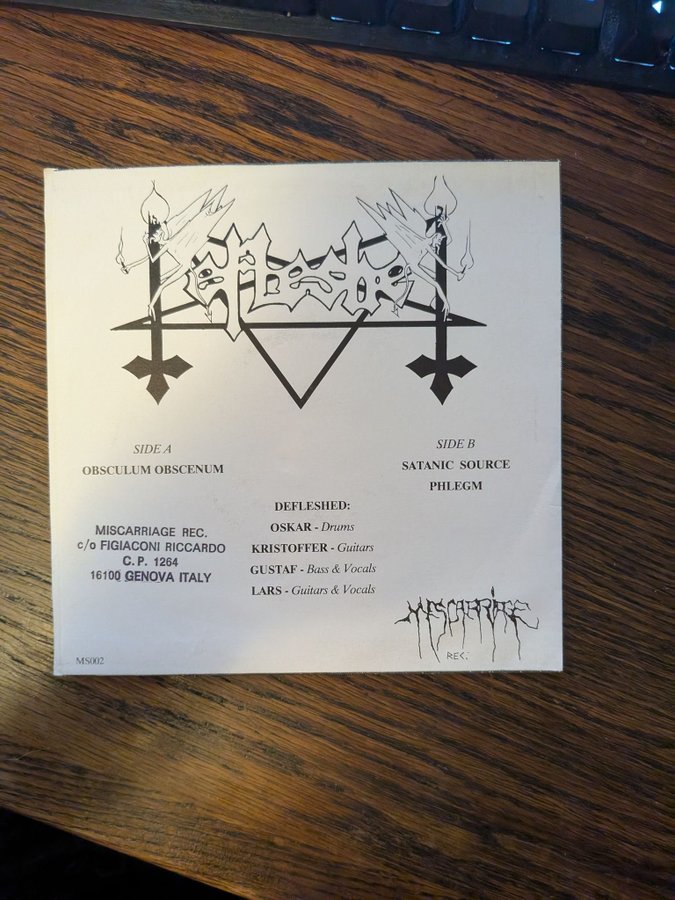 Defleshed
SIDE A
OBSCULUM OBSCENUM
SIDE B
SATANIC SOURCE
PHLEGM
DEFLESHED:
OSKAR - Drums
KRISTOFFER - Guitars
GUSTAF - Bass & Vocals
LARS - Guitars & Vocals
MISCARRIAGE REC.
c/o FIGIACONI RICCARDO
C.P. 1264
16100 GENOVA ITALY
MISCARRIAGE
REC.
MS002